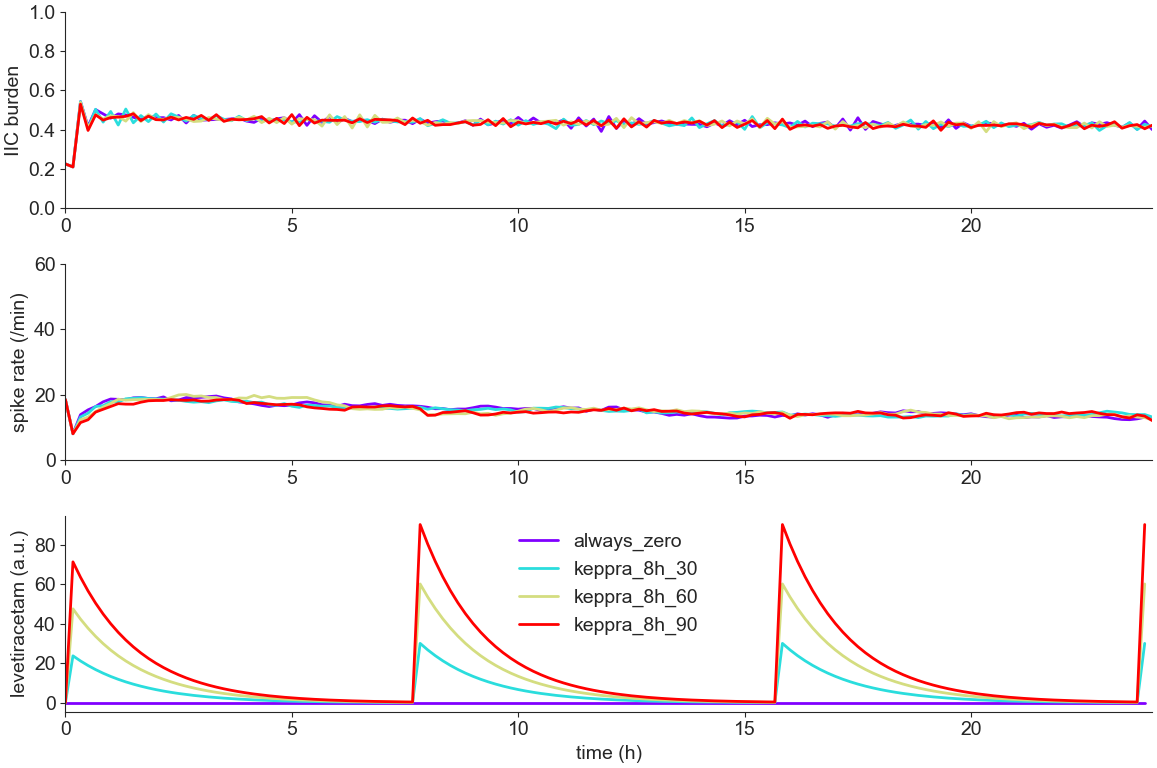 IIC burden
1.0
0.8
0.6
0.4
0.2
0.0
0 5 10 15 20
spike rate (/min)
60
40
20
0
0 5 10 15 20
levetiracetam (a.u.)
80
60
40
20
0
always_zero
keppra_8h_30
keppra_8h_60
keppra_8h_90
0 5 10 15 20
time (h)